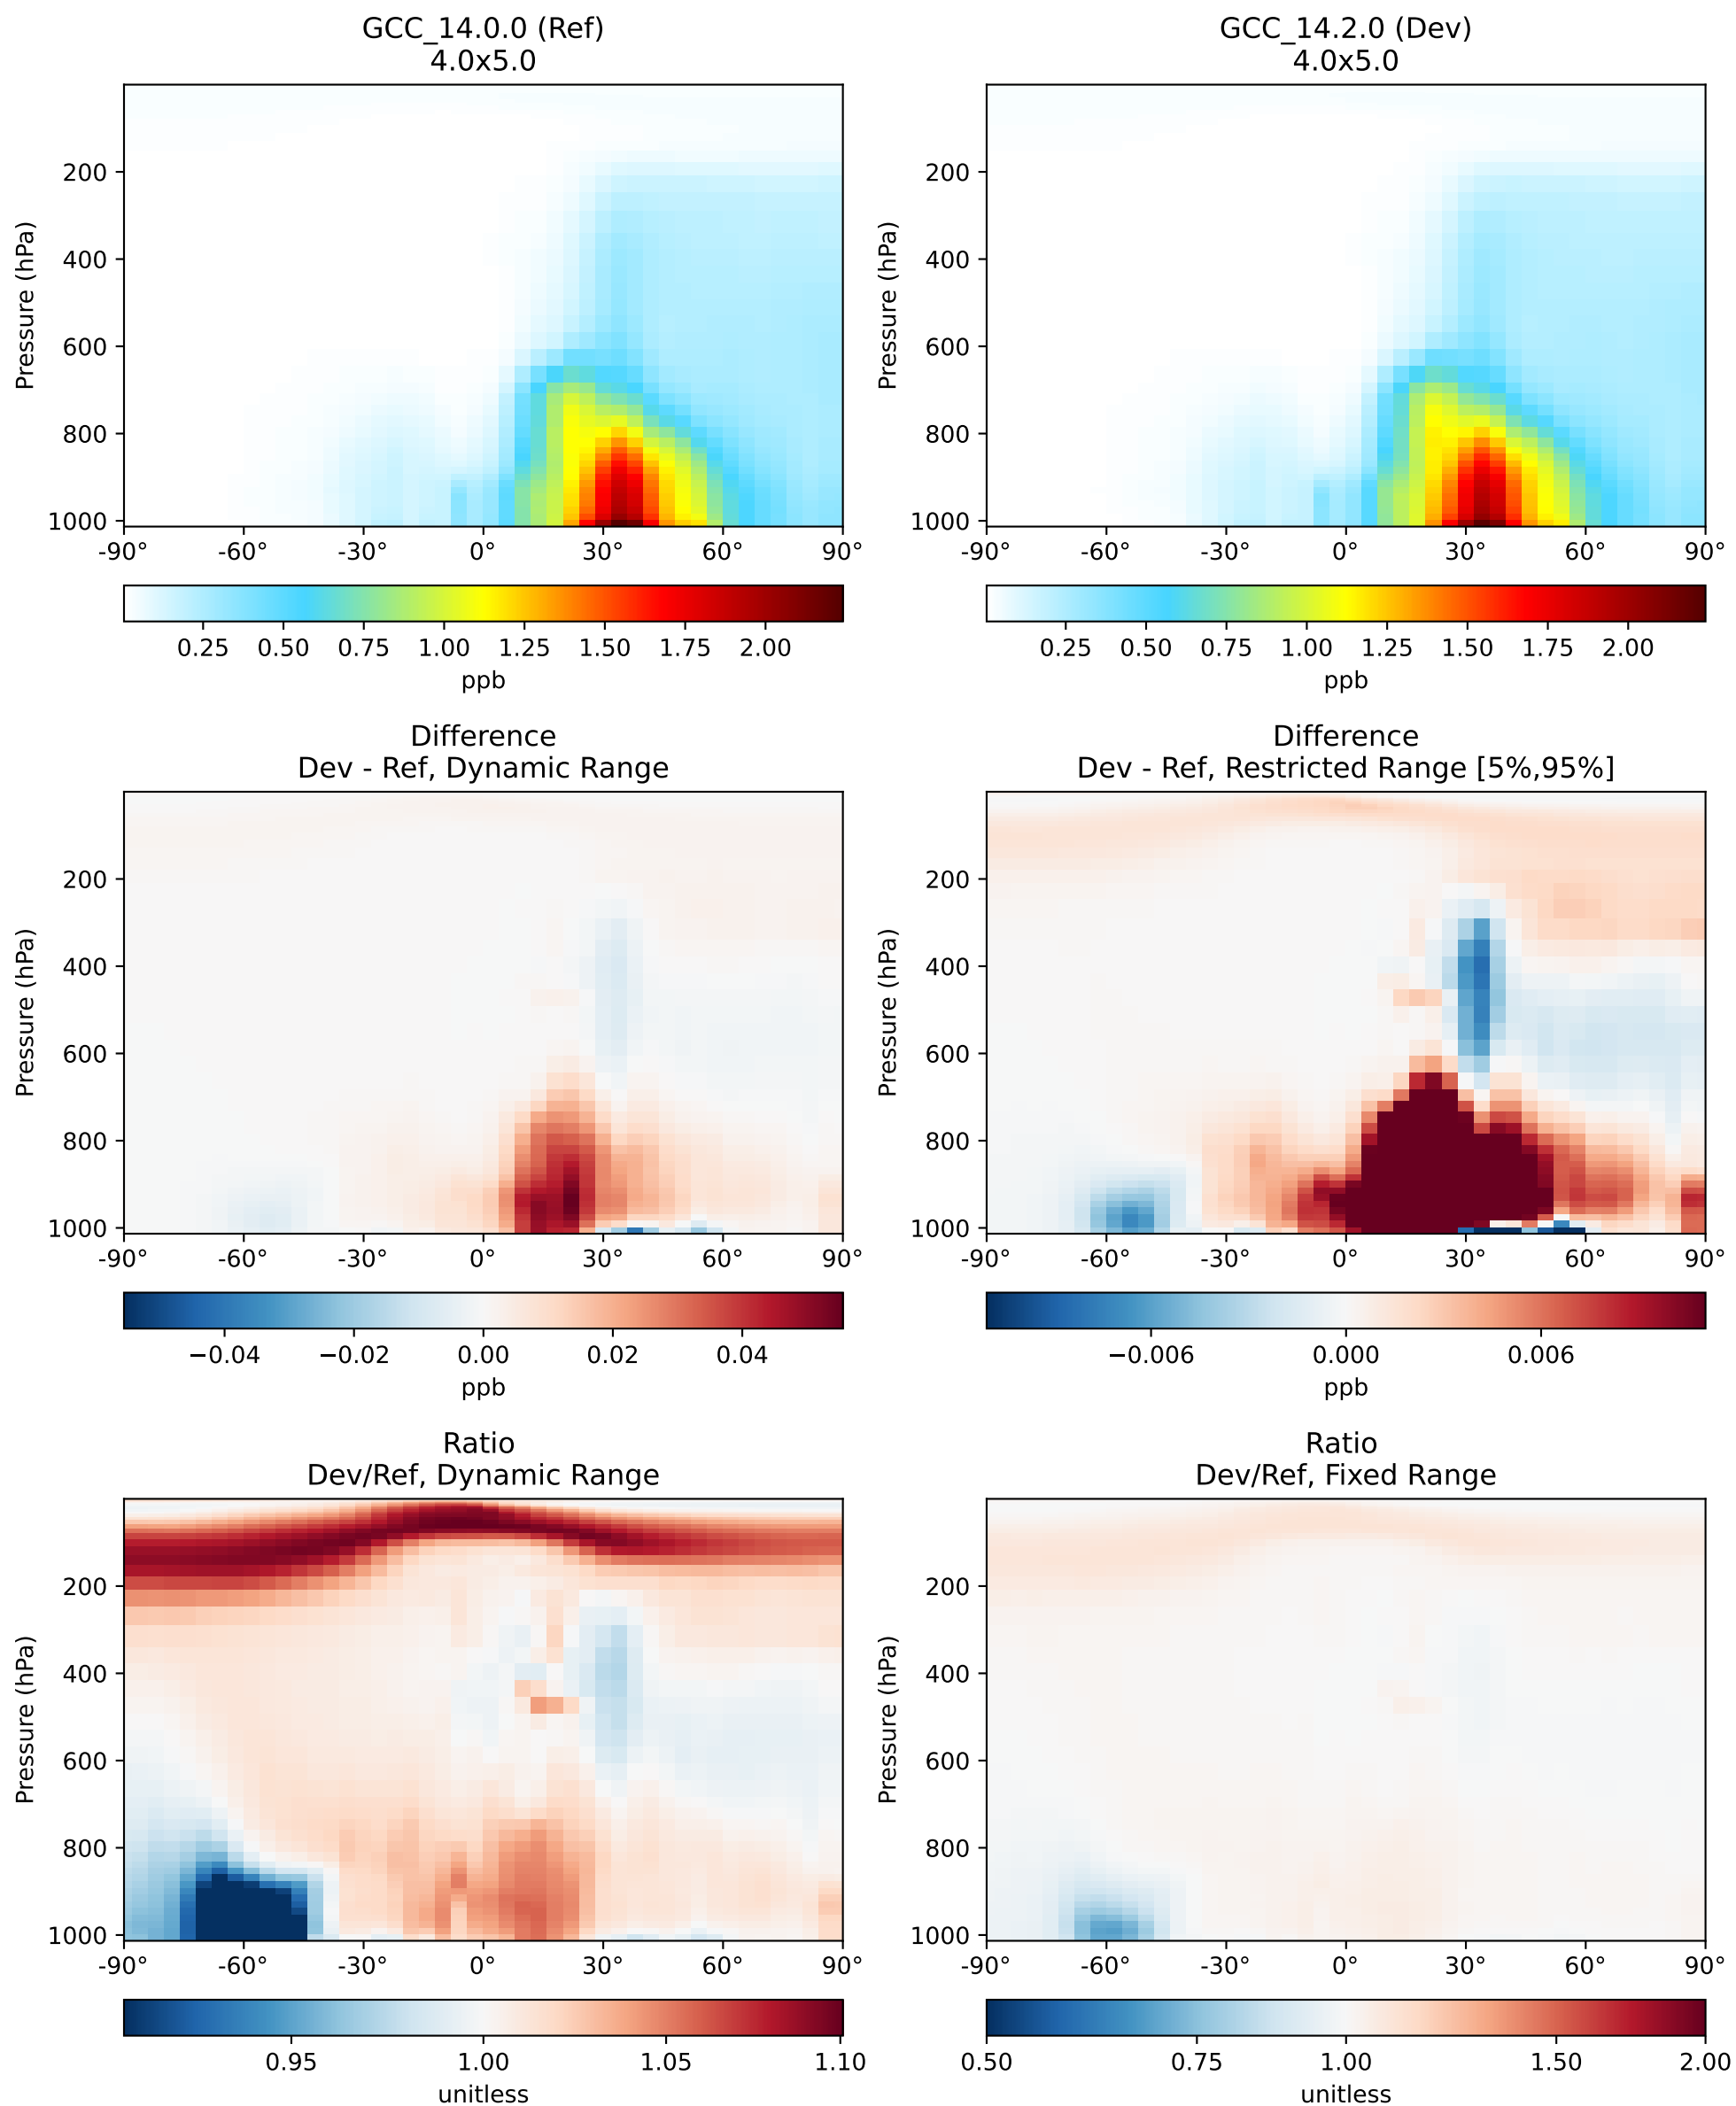 GCC_14.0.0 (Ref)
4.0x5.0
Pressure (hPa)
200
400
600
800
1000
-90° -60° -30° 0° 30° 60° 90°
0.25 0.50 0.75 1.00 1.25 1.50 1.75 2.00
ppb
GCC_14.2.0 (Dev)
4.0x5.0
Pressure (hPa)
200
400
600
800
1000
-90° -60° -30° 0° 30° 60° 90°
0.25 0.50 0.75 1.00 1.25 1.50 1.75 2.00
ppb
Difference
Dev - Ref, Dynamic Range
Pressure (hPa)
200
400
600
800
1000
-90° -60° -30° 0° 30° 60° 90°
−0.04 −0.02 0.00 0.02 0.04
ppb
Difference
Dev - Ref, Restricted Range [5%,95%]
Pressure (hPa)
200
400
600
800
1000
-90° -60° -30° 0° 30° 60° 90°
−0.006 0.000 0.006
ppb
Ratio
Dev/Ref, Dynamic Range
Pressure (hPa)
200
400
600
800
1000
-90° -60° -30° 0° 30° 60° 90°
0.95 1.00 1.05 1.10
unitless
Ratio
Dev/Ref, Fixed Range
Pressure (hPa)
200
400
600
800
1000
-90° -60° -30° 0° 30° 60° 90°
0.50 0.75 1.00 1.50 2.00
unitless